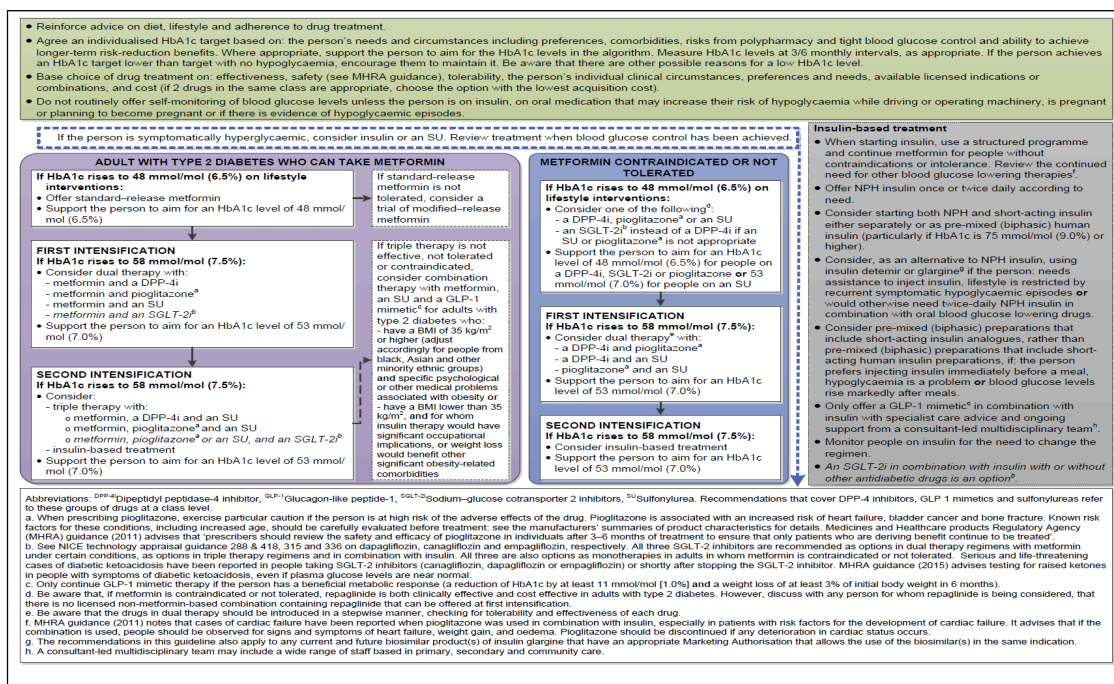 • Reinforce advice on diet, lifestyle and adherence to drug treatment.
• Agree an individualised HbA1c target based on: the person's needs and circumstances including preferences, comorbidities, risks from polypharmacy and tight blood glucose control and ability to achieve
longer-term risk-reduction benefits. Where appropriate, support the person to aim for the HbA1c levels in the algorithm. Measure HbA1c levels at 3/6 monthly intervals, as appropriate. If the person achieves
an HbA1c target lower than target with no hypoglycaemia, encourage them to maintain it. Be aware that there are other possible reasons for a low HbA1c level.
• Base choice of drug treatment on: effectiveness, safety (see MHRA guidance), tolerability, the person's individual clinical circumstances, preferences and needs, available licensed indications or
combinations, and cost (if 2 drugs in the same class are appropriate, choose the option with the lowest acquisition cost).
• Do not routinely offer self-monitoring of blood glucose levels unless the person is on insulin, on oral medication that may increase their risk of hypoglycaemia while driving or operating machinery, is pregnant
or planning to become pregnant or if there is evidence of hypoglycaemic episodes.
If the person is symptomatically hyperglycaemic, consider insulin or an SU. Review treatment when blood glucose control has been achieved.
ADULT WITH TYPE 2 DIABETES WHO CAN TAKE METFORMIN
If HbA1c rises to 48 mmol/mol (6.5%) on
lifestyle interventions:
• Offer standard–release metformin
• Support the person to aim for an HbA1c level of 48 mmol/
mol (6.5%)
If standard-release
metformin is not
tolerated, consider a
trial of modified–release
metformin
FIRST INTENSIFICATION
If HbA1c rises to 58 mmol/mol (7.5%):
• Consider dual therapy with:
- metformin and a DPP-4i
- metformin and pioglitazoneᵃ
- metformin and an SU
- metformin and an SGLT-2iᵇ
• Support the person to aim for an HbA1c level of 53 mmol/mol
(7.0%)
SECOND INTENSIFICATION
If HbA1c rises to 58 mmol/mol (7.5%):
• Consider:
- triple therapy with:
o metformin, a DPP-4i and an SU
o metformin, pioglitazoneᵃ and an SU
o metformin, pioglitazoneᵃ or an SU, and an SGLT-2iᵇ
- insulin-based treatment
• Support the person to aim for an HbA1c level of 53 mmol/mol
(7.0%)
If triple therapy is not
effective, not tolerated
or contraindicated,
consider combination
therapy with metformin,
an SU and a GLP-1
mimeticᶜ for adults with
type 2 diabetes who:
- have a BMI of 35 kg/m²
or higher (adjust
accordingly for people from
black, Asian and other
minority ethnic groups)
and specific psychological
or other medical problems
associated with obesity or
- have a BMI lower than 35
kg/m², and for whom
insulin therapy would have
significant occupational
implications, or weight loss
would benefit other
significant obesity-related
comorbidities
METFORMIN CONTRAINDICATED OR NOT
TOLERATED
If HbA1c rises to 48 mmol/mol (6.5%) on
lifestyle interventions:
• Consider one of the followingᵈ:
- a DPP-4i, pioglitazoneᵃ or an SU
- an SGLT-2iᵇ instead of a DPP-4i if an
SU or pioglitazoneᵃ is not appropriate
• Support the person to aim for an HbA1c
level of 48 mmol/mol (6.5%) for people on
a DPP-4i, SGLT-2i or pioglitazone or 53
mmol/mol (7.0%) for people on an SU
FIRST INTENSIFICATION
If HbA1c rises to 58 mmol/mol (7.5%):
• Consider dual therapyᵉ with:
- a DPP-4i and pioglitazoneᵃ
- a DPP-4i and an SU
- pioglitazoneᵃ and an SU
• Support the person to aim for an HbA1c
level of 53 mmol/mol (7.0%)
SECOND INTENSIFICATION
If HbA1c rises to 58 mmol/mol (7.5%):
• Consider insulin-based treatment
• Support the person to aim for an HbA1c
level of 53 mmol/mol (7.0%)
Insulin-based treatment
• When starting insulin, use a structured programme
and continue metformin for people without
contraindications or intolerance. Review the continued
need for other blood glucose lowering therapiesᶠ.
• Offer NPH insulin once or twice daily according to
need.
• Consider starting both NPH and short-acting insulin
either separately or as pre-mixed (biphasic) human
insulin (particularly if HbA1c is 75 mmol/mol (9.0%) or
higher).
• Consider, as an alternative to NPH insulin, using
insulin detemir or glargineᵍ if the person: needs
assistance to inject insulin, lifestyle is restricted by
recurrent symptomatic hypoglycaemic episodes or
would otherwise need twice-daily NPH insulin in
combination with oral blood glucose lowering drugs.
• Consider pre-mixed (biphasic) preparations that
include short-acting insulin analogues, rather than
pre-mixed (biphasic) preparations that include short-
acting human insulin preparations, if: the person
prefers injecting insulin immediately before a meal,
hypoglycaemia is a problem or blood glucose levels
rise markedly after meals.
• Only offer a GLP-1 mimeticᶜ in combination with
insulin with specialist care advice and ongoing
support from a consultant-led multidisciplinary teamʰ.
• Monitor people on insulin for the need to change the
regimen.
• An SGLT-2i in combination with insulin with or without
other antidiabetic drugs is an optionᵇ.
Abbreviations: DPP-4iDipeptidyl peptidase-4 inhibitor, GLP-1Glucagon-like peptide-1, SGLT-2iSodium–glucose cotransporter 2 inhibitors, SUSulfonylurea. Recommendations that cover DPP-4 inhibitors, GLP 1 mimetics and sulfonylureas refer
to these groups of drugs at a class level.
a. When prescribing pioglitazone, exercise particular caution if the person is at high risk of the adverse effects of the drug. Pioglitazone is associated with an increased risk of heart failure, bladder cancer and bone fracture. Known risk
factors for these conditions, including increased age, should be carefully evaluated before treatment: see the manufacturers' summaries of product characteristics for details. Medicines and Healthcare products Regulatory Agency
(MHRA) guidance (2011) advises that 'prescribers should review the safety and efficacy of pioglitazone in individuals after 3–6 months of treatment to ensure that only patients who are deriving benefit continue to be treated'.
b. See NICE technology appraisal guidance 288 & 418, 315 and 336 on dapagliflozin, canagliflozin and empagliflozin, respectively. All three SGLT-2 inhibitors are recommended as options in dual therapy regimens with metformin
under certain conditions, as options in triple therapy regimens and in combination with insulin. All three are also options as monotherapies in adults in whom metformin is contraindicated or not tolerated. Serious and life-threatening
cases of diabetic ketoacidosis have been reported in people taking SGLT-2 inhibitors (canagliflozin, dapagliflozin or empagliflozin) or shortly after stopping the SGLT-2 inhibitor. MHRA guidance (2015) advises testing for raised ketones
in people with symptoms of diabetic ketoacidosis, even if plasma glucose levels are near normal.
c. Only continue GLP-1 mimetic therapy if the person has a beneficial metabolic response (a reduction of HbA1c by at least 11 mmol/mol [1.0%] and a weight loss of at least 3% of initial body weight in 6 months).
d. Be aware that, if metformin is contraindicated or not tolerated, repaglinide is both clinically effective and cost effective in adults with type 2 diabetes. However, discuss with any person for whom repaglinide is being considered, that
there is no licensed non-metformin-based combination containing repaglinide that can be offered at first intensification.
e. Be aware that the drugs in dual therapy should be introduced in a stepwise manner, checking for tolerability and effectiveness of each drug.
f. MHRA guidance (2011) notes that cases of cardiac failure have been reported when pioglitazone was used in combination with insulin, especially in patients with risk factors for the development of cardiac failure. It advises that if the
combination is used, people should be observed for signs and symptoms of heart failure, weight gain, and oedema. Pioglitazone should be discontinued if any deterioration in cardiac status occurs.
g. The recommendations in this guideline also apply to any current and future biosimilar product(s) of insulin glargine that have an appropriate Marketing Authorisation that allows the use of the biosimilar(s) in the same indication.
h. A consultant-led multidisciplinary team may include a wide range of staff based in primary, secondary and community care.